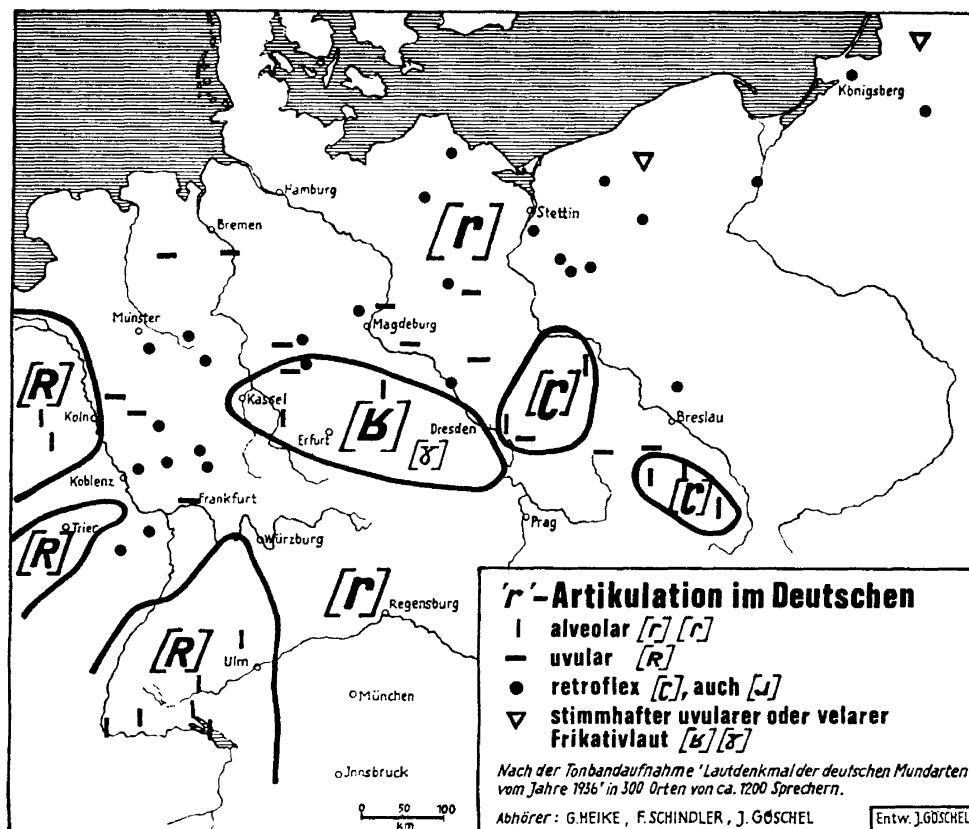 Königsberg
Hamburg
Stettin
Bremen
[r]
Münster
Magdeburg
[R]
[ɽ]
Köln
Kassel
Erfurt
[ʁ]
[ɣ]
Dresden
Breslau
Koblenz
[ɽ]
Frankfurt
Trier
[R]
Prag
Würzburg
[r]
Regensburg
[R]
Ulm
München
Innsbruck
0 50 100
km
'r'-Artikulation im Deutschen
alveolar [r] [ɾ]
uvular [R]
retroflex [ɽ], auch [ɹ]
stimmhafter uvularer oder velarer
Frikativlaut [ʁ] [ɣ]
Nach der Tonbandaufnahme 'Lautdenkmal der deutschen Mundarten
vom Jahre 1936' in 300 Orten von ca. 1200 Sprechern.
Abhörer : G.HEIKE, F.SCHINDLER, J.GÖSCHEL
Entw. J.GÖSCHEL